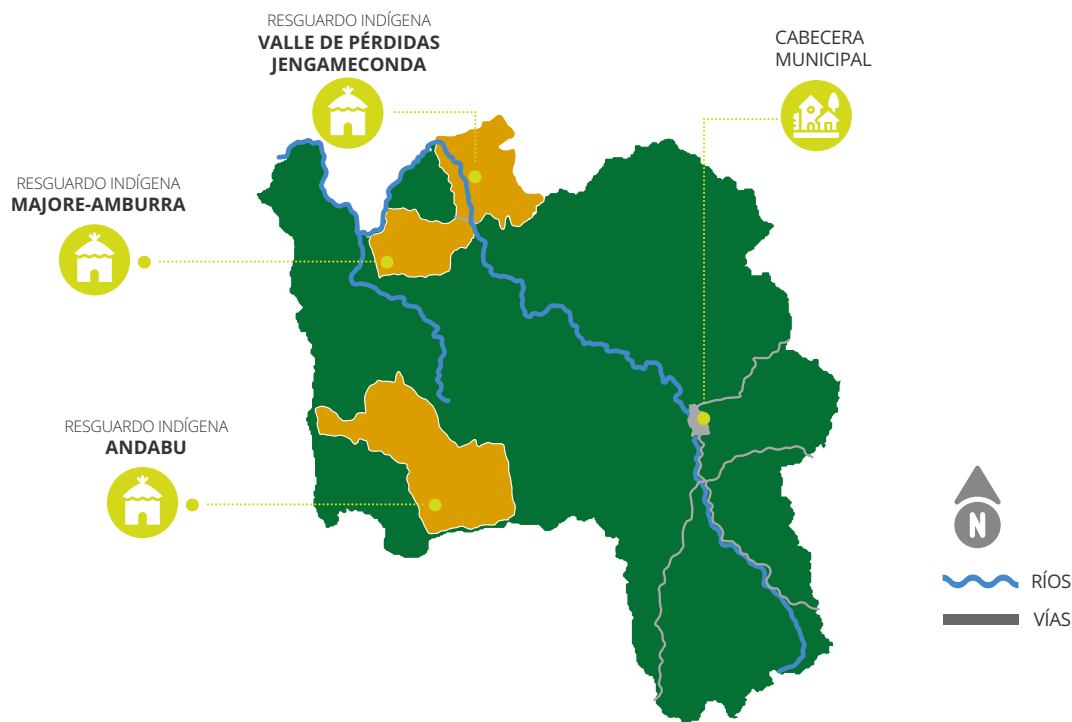 RESGUARDO INDÍGENA
VALLE DE PÉRDIDAS
JENGAMECONDA
CABECERA
MUNICIPAL
RESGUARDO INDÍGENA
MAJORE-AMBURRA
RESGUARDO INDÍGENA
ANDABU
N
RÍOS
VÍAS